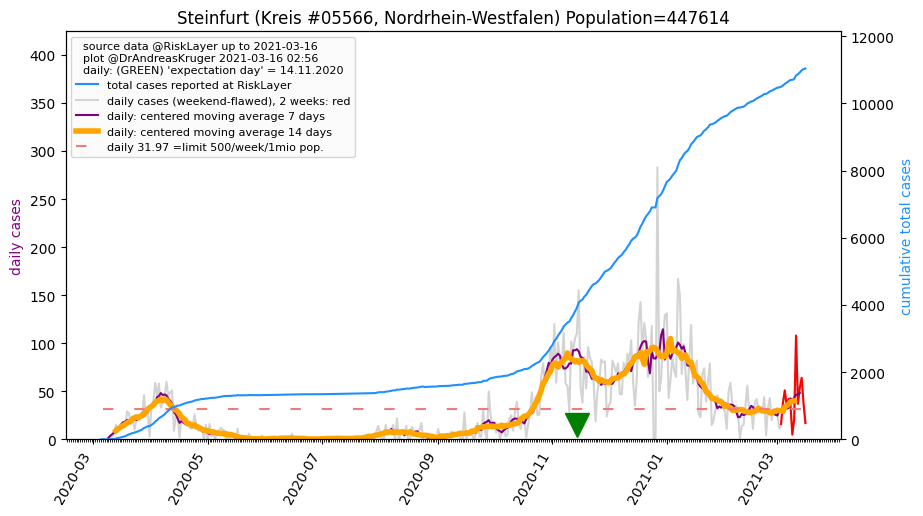 Steinfurt (Kreis #05566, Nordrhein-Westfalen) Population=447614
source data @RiskLayer up to 2021-03-16
plot @DrAndreasKruger 2021-03-16 02:56
daily: (GREEN) 'expectation day' = 14.11.2020
total cases reported at RiskLayer
daily cases (weekend-flawed), 2 weeks: red
daily: centered moving average 7 days
daily: centered moving average 14 days
daily 31.97 =limit 500/week/1mio pop.
daily cases
400
350
300
250
200
150
100
50
0
cumulative total cases
12000
10000
8000
6000
4000
2000
0
2020-03
2020-05
2020-07
2020-09
2020-11
2021-01
2021-03